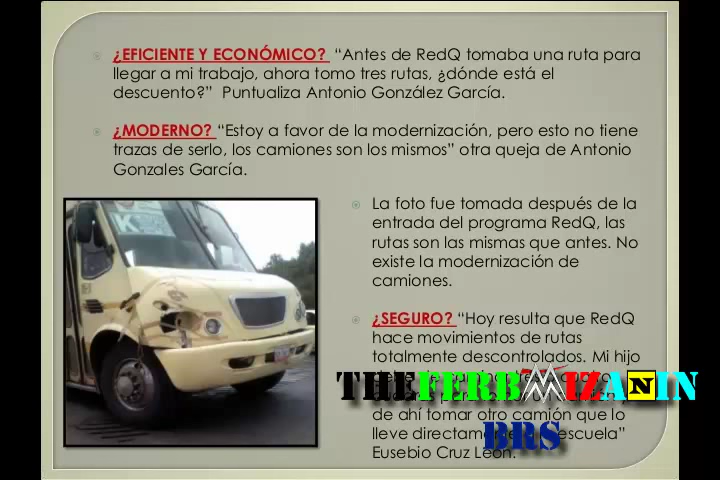 ¿EFICIENTE Y ECONÓMICO? “Antes de RedQ tomaba una ruta para
llegar a mi trabajo, ahora tomo tres rutas, ¿dónde está el
descuento?” Puntualiza Antonio González García.
¿MODERNO? “Estoy a favor de la modernización, pero esto no tiene
trazas de serlo, los camiones son los mismos” otra queja de Antonio
Gonzales García.
La foto fue tomada después de la
entrada del programa RedQ, las
rutas son las mismas que antes. No
existe la modernización de
camiones.
¿SEGURO? “Hoy resulta que RedQ
hace movimientos de rutas
totalmente descontrolados. Mi hijo
de ahí tomar otro camión que lo
lleve escuela”
Eusebio Cruz León.
THEFERBMIZANIN
BRS